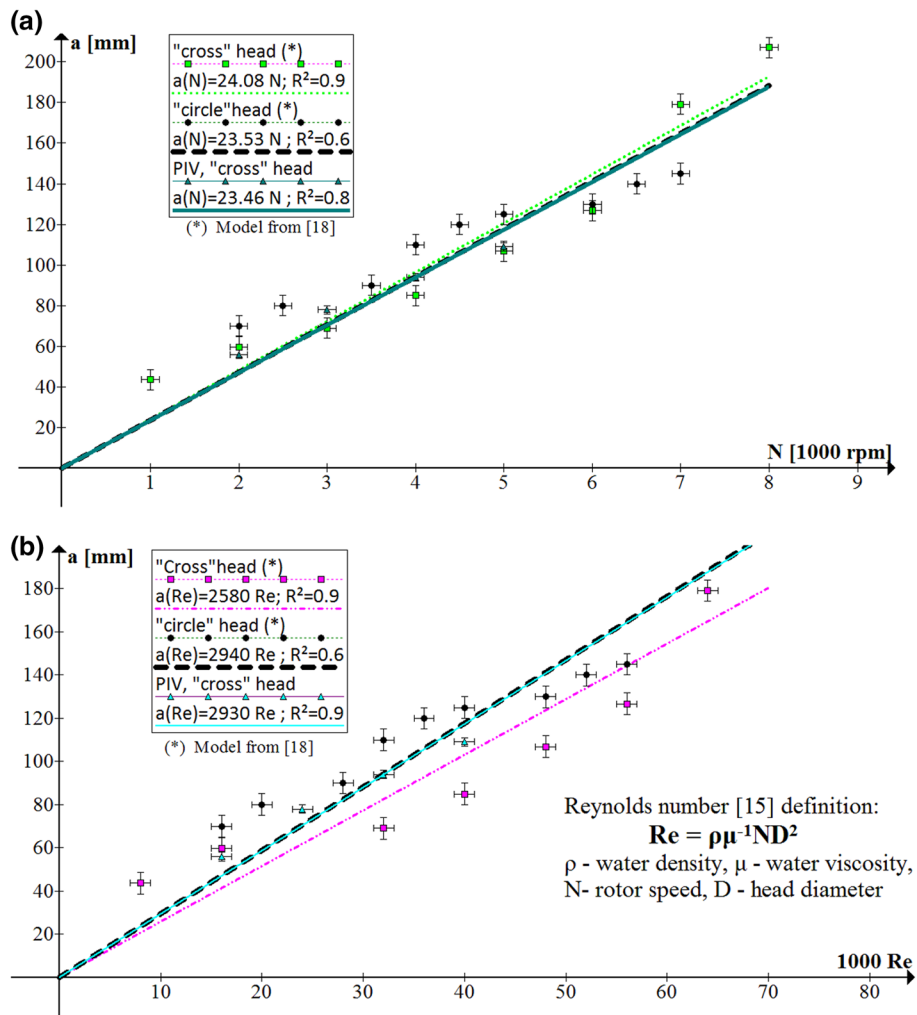 (a)
a [mm]
200
180
160
140
120
100
80
60
40
20
"cross" head (*)
a(N)=24.08 N; R²=0.9
"circle"head (*)
a(N)=23.53 N ; R²=0.6
PIV, "cross" head
a(N)=23.46 N ; R²=0.8
(*) Model from [18]
N [1000 rpm]
1 2 3 4 5 6 7 8 9
(b)
a [mm]
180
160
140
120
100
80
60
40
20
"Cross"head (*)
a(Re)=2580 Re; R²=0.9
"circle" head (*)
a(Re)=2940 Re ; R²=0.6
PIV, "cross" head
a(Re)=2930 Re ; R²=0.9
(*) Model from [18]
Reynolds number [15] definition:
Re = ρμ⁻¹ND²
ρ - water density, μ - water viscosity,
N- rotor speed, D - head diameter
1000 Re
10 20 30 40 50 60 70 80